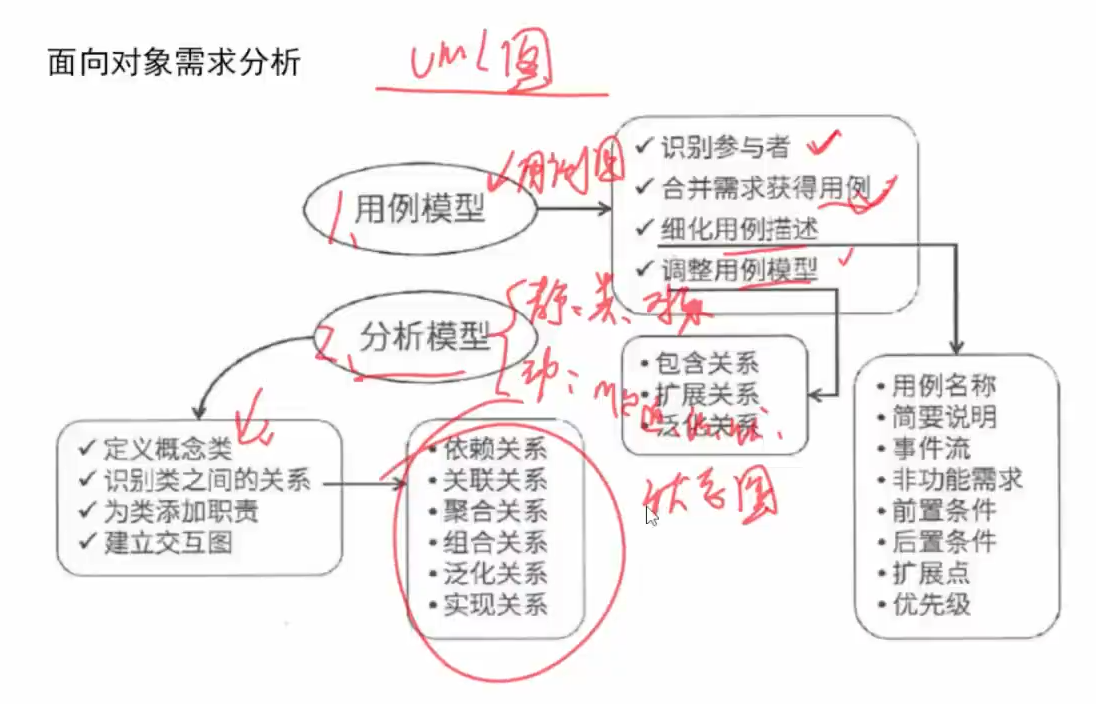 面向对象需求分析
UML图
1、用例模型
用例图
✓识别参与者
✓合并需求获得用例
✓细化用例描述
✓调整用例模型
2、分析模型
静：类、对象
动：
状态图
•包含关系
•扩展关系
•泛化关系
•用例名称
•简要说明
•事件流
•非功能需求
•前置条件
•后置条件
•扩展点
•优先级
✓定义概念类
✓识别类之间的关系
✓为类添加职责
✓建立交互图
•依赖关系
•关联关系
•聚合关系
•组合关系
•泛化关系
•实现关系